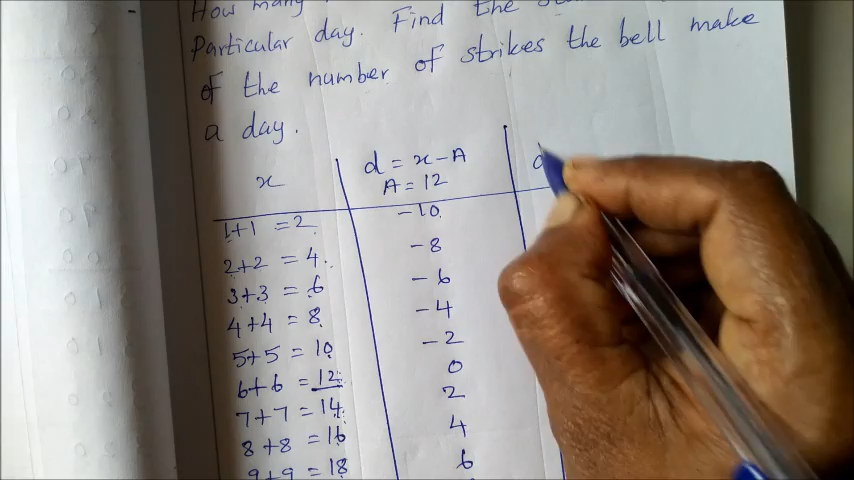 How many
Particular day. Find the
of the number of strikes the bell make
a day.
x d = x - A
A = 12
1+1 = 2 -10
2+2 = 4 -8
3+3 = 6 -6
4+4 = 8 -4
5+5 = 10 -2
6+6 = 12 0
7+7 = 14 2
8+8 = 16 4
9+9 = 18 6